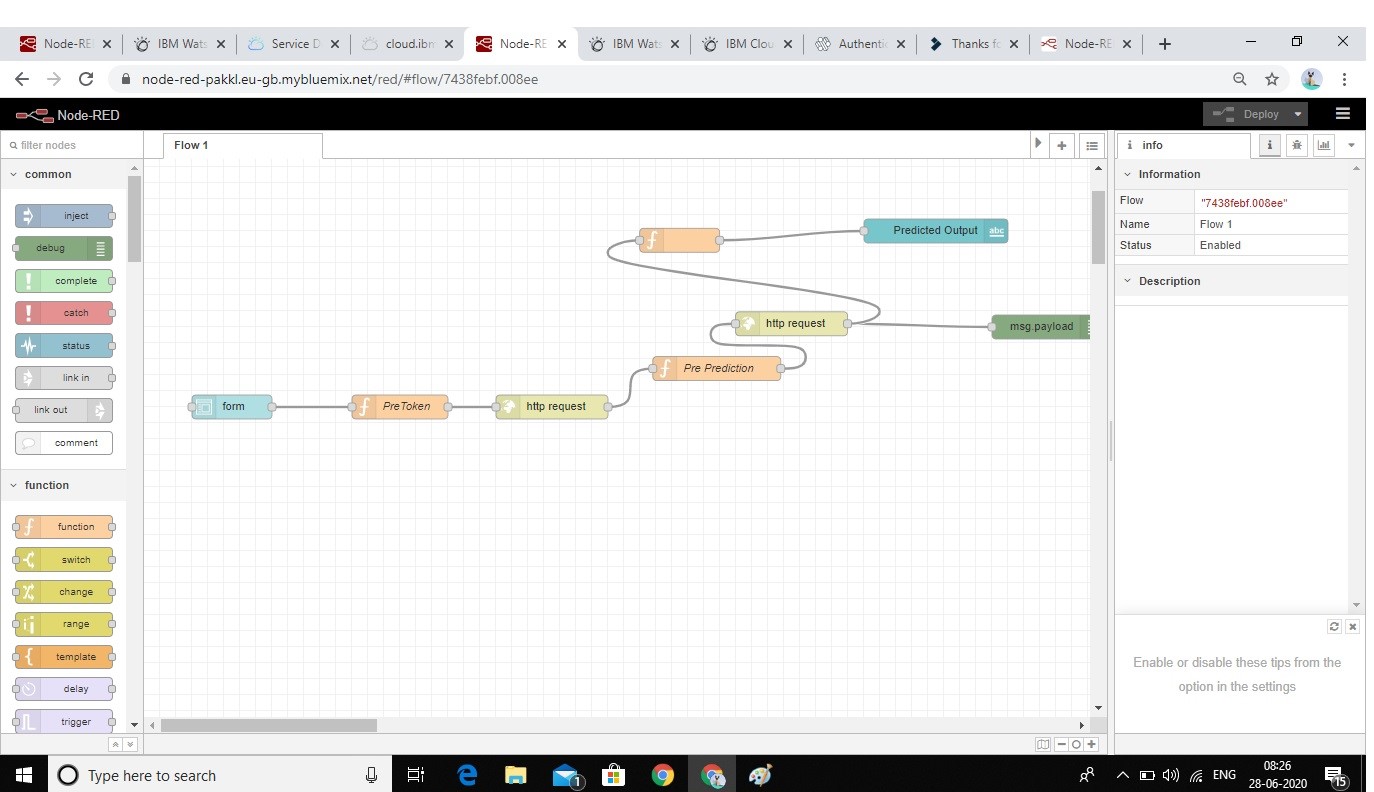 Node-RE IBM Wats Service D cloud.ibm Node-RE IBM Wats IBM Clou Authentic Thanks fo Node-RE
node-red-pakkl.eu-gb.mybluemix.net/red/#flow/7438febf.008ee
Node-RED Deploy
filter nodes Flow 1 i info
common Information
Flow "7438febf.008ee"
inject Name Flow 1
debug Predicted Output abc Status Enabled
complete Description
catch http request msg.payload
status
link in Pre Prediction
link out form PreToken http request
comment
function
function
switch
change
range
template Enable or disable these tips from the
delay option in the settings
trigger
Type here to search 1 ENG 08:26
28-06-2020 15